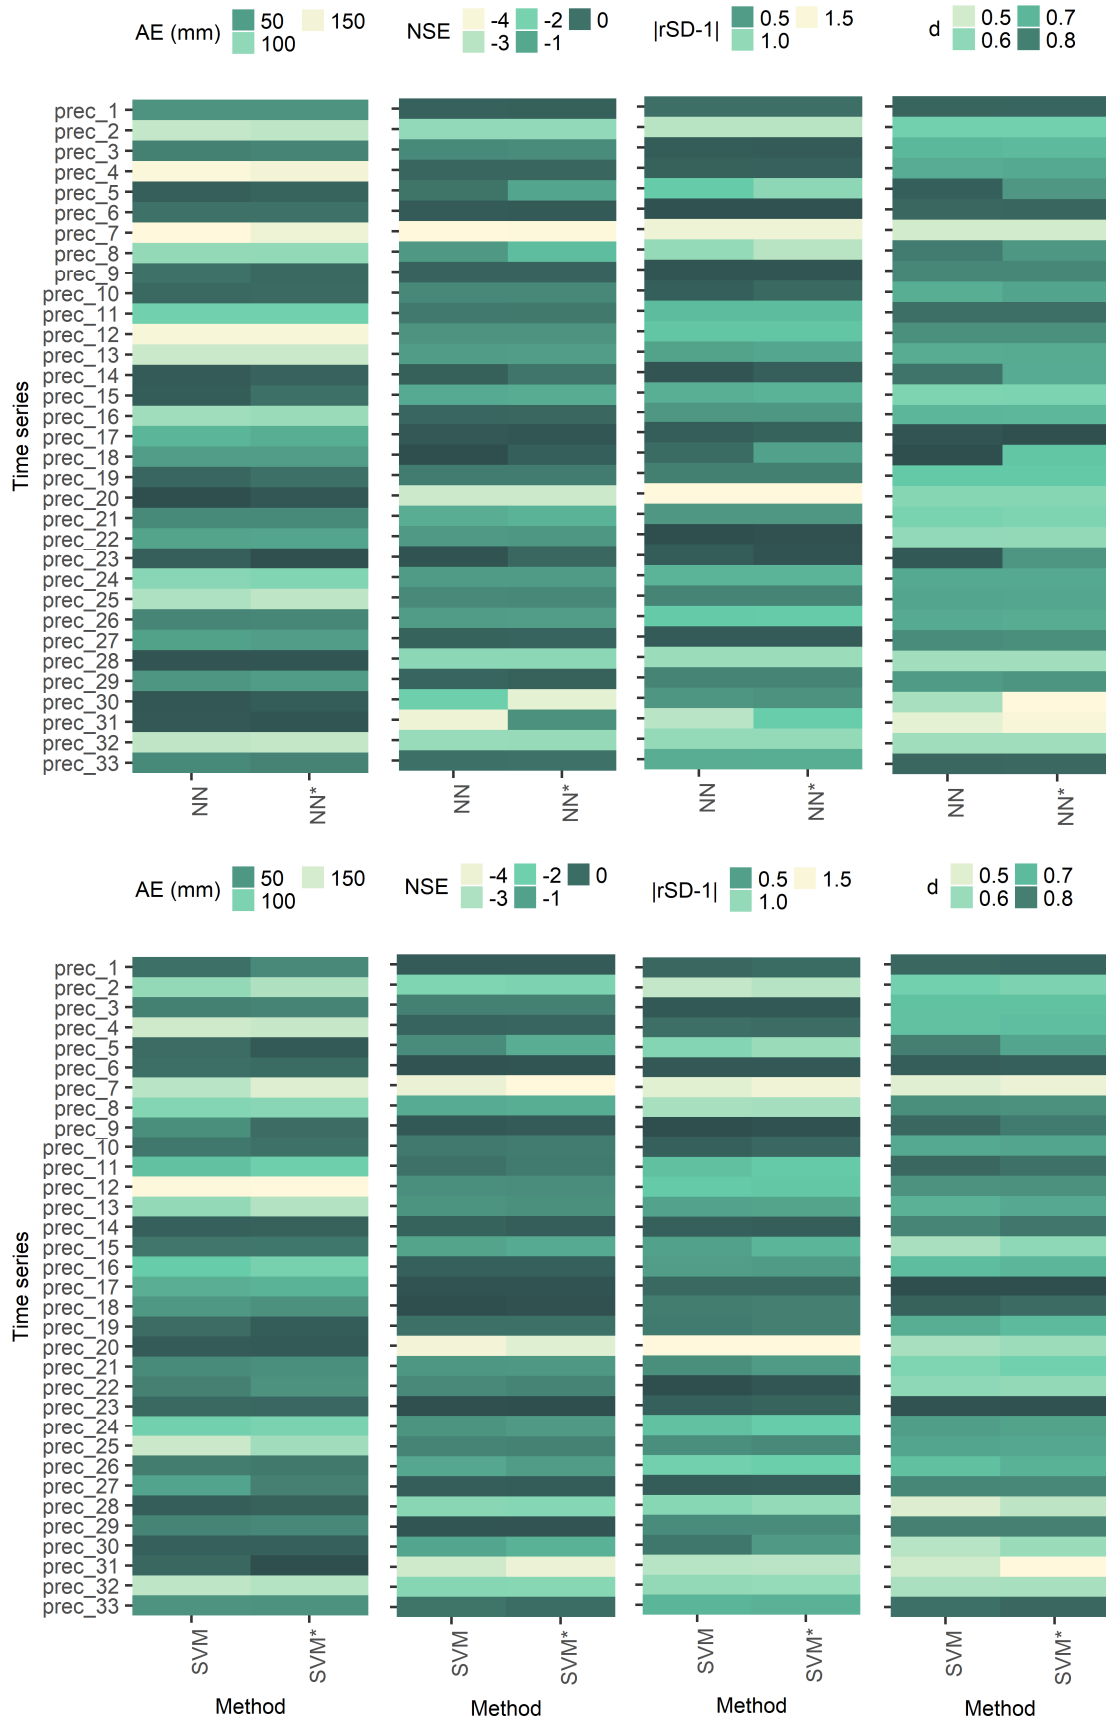 AE (mm) 50 150
100
NSE -4 -2 0
-3 -1
|rSD-1| 0.5 1.5
1.0
d 0.5 0.7
0.6 0.8
Time series
prec_1
prec_2
prec_3
prec_4
prec_5
prec_6
prec_7
prec_8
prec_9
prec_10
prec_11
prec_12
prec_13
prec_14
prec_15
prec_16
prec_17
prec_18
prec_19
prec_20
prec_21
prec_22
prec_23
prec_24
prec_25
prec_26
prec_27
prec_28
prec_29
prec_30
prec_31
prec_32
prec_33
NN NN* NN NN* NN NN* NN NN*
AE (mm) 50 150
100
NSE -4 -2 0
-3 -1
|rSD-1| 0.5 1.5
1.0
d 0.5 0.7
0.6 0.8
Time series
prec_1
prec_2
prec_3
prec_4
prec_5
prec_6
prec_7
prec_8
prec_9
prec_10
prec_11
prec_12
prec_13
prec_14
prec_15
prec_16
prec_17
prec_18
prec_19
prec_20
prec_21
prec_22
prec_23
prec_24
prec_25
prec_26
prec_27
prec_28
prec_29
prec_30
prec_31
prec_32
prec_33
SVM SVM* SVM SVM* SVM SVM* SVM SVM*
Method Method Method Method